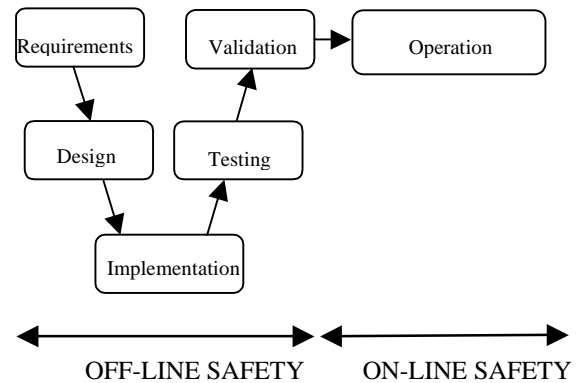 Requirements
Validation
Operation
Design
Testing
Implementation
OFF-LINE SAFETY
ON-LINE SAFETY